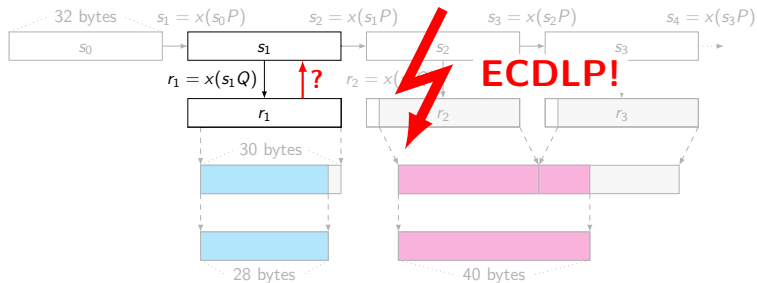 32 bytes s₁ = x(s₀P) s₂ = x(s₁P) s₃ = x(s₂P) s₄ = x(s₃P)
s₀ s₁ s₂ s₃
r₁ = x(s₁Q) ? r₂ = x( ECDLP!
r₁ r₂ r₃
30 bytes
28 bytes 40 bytes